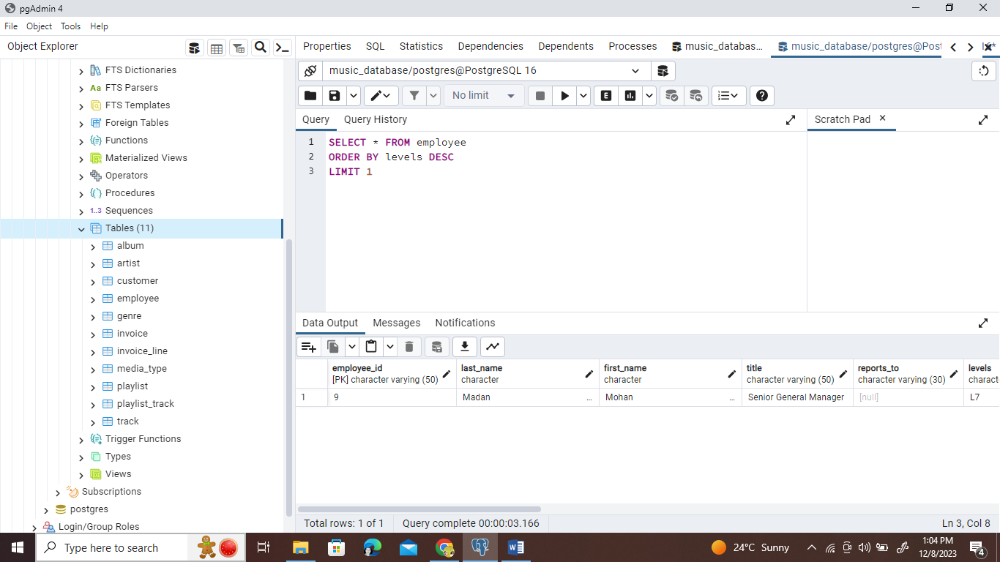 pgAdmin 4
File Object Tools Help
Object Explorer
FTS Dictionaries
Aa FTS Parsers
FTS Templates
Foreign Tables
Functions
Materialized Views
Operators
Procedures
1..3 Sequences
Tables (11)
album
artist
customer
employee
genre
invoice
invoice_line
media_type
playlist
playlist_track
track
Trigger Functions
Types
Views
Subscriptions
postgres
Login/Group Roles
Properties SQL Statistics Dependencies Dependents Processes music_databas... music_database/postgres@Post
music_database/postgres@PostgreSQL 16
No limit E
Query Query History
Scratch Pad
1 SELECT * FROM employee
2 ORDER BY levels DESC
3 LIMIT 1
Data Output Messages Notifications
employee_id last_name first_name title reports_to levels
[PK] character varying (50) character character character varying (50) character varying (30) charact
1 9 Madan ... Mohan ... Senior General Manager [null] L7
Total rows: 1 of 1 Query complete 00:00:03.166 Ln 3, Col 8
Type here to search
24°C Sunny
1:04 PM
12/8/2023
4